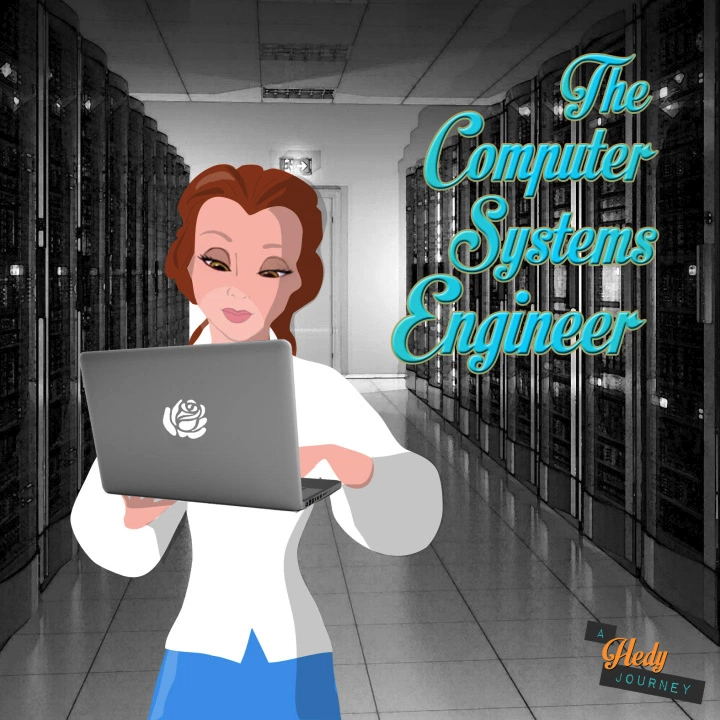 The
Computer
Systems
Engineer
A
Hedy
JOURNEY